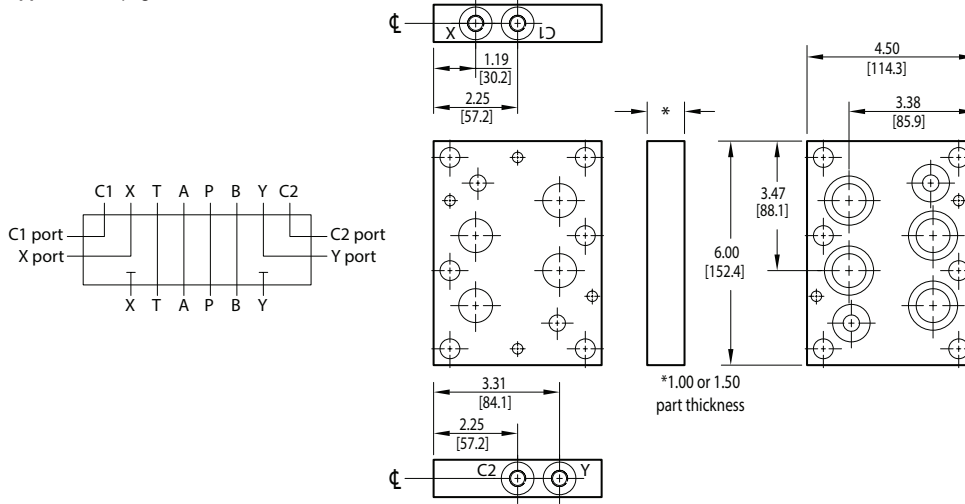 ℄ X C1
1.19
[30.2]
2.25
[57.2]
4.50
[114.3]
*
3.38
[85.9]
C1 X T A P B Y C2
C1 port
X port
C2 port
Y port
X T A P B Y
3.47
[88.1]
6.00
[152.4]
*1.00 or 1.50
part thickness
3.31
[84.1]
2.25
[57.2]
℄ C2 Y